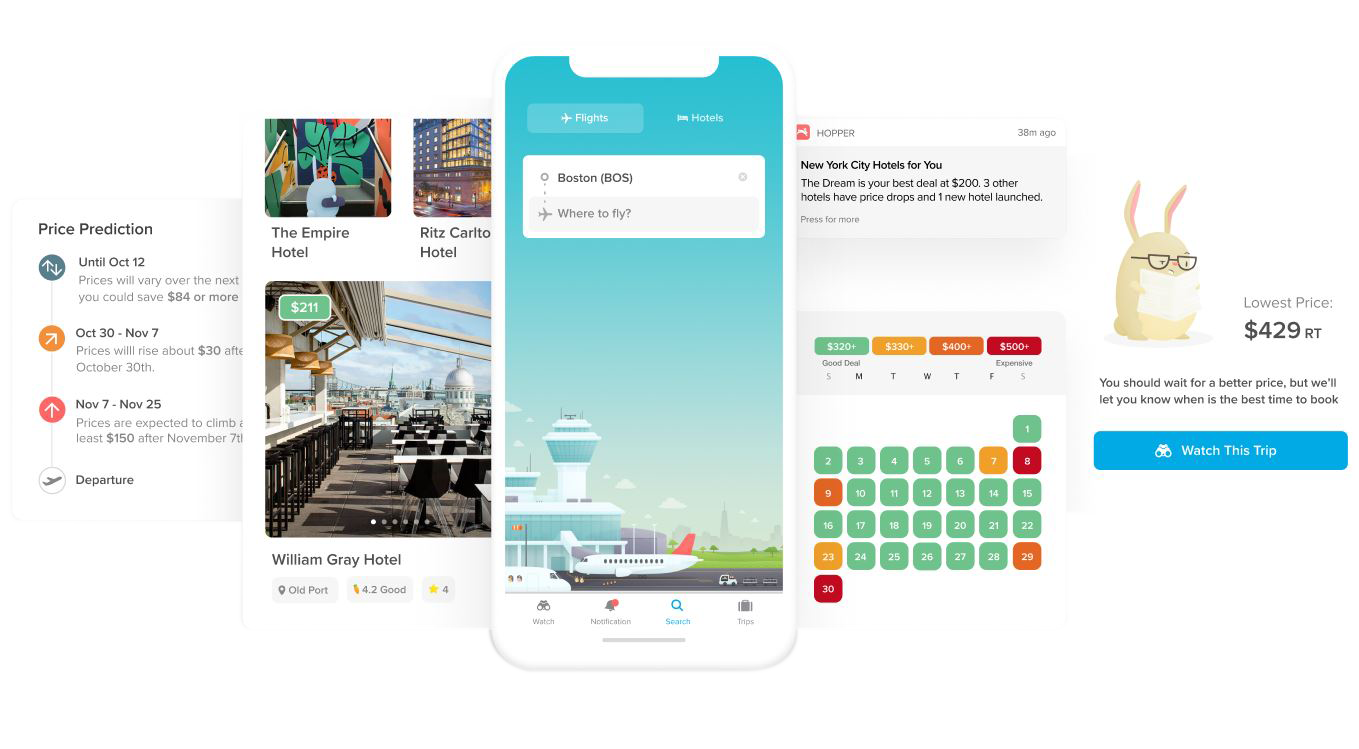 Price Prediction
Until Oct 12
Prices will vary over the next
you could save $84 or more
Oct 30 - Nov 7
Prices willl rise about $30 afte
October 30th.
Nov 7 - Nov 25
Prices are expected to climb a
least $150 after November 7th
Departure
The Empire
Hotel
Ritz Carlto
Hotel
$211
William Gray Hotel
Old Port
4.2 Good
4
Flights
Hotels
Boston (BOS)
Where to fly?
Watch
Notification
Search
Trips
HOPPER
38m ago
New York City Hotels for You
The Dream is your best deal at $200. 3 other
hotels have price drops and 1 new hotel launched.
Press for more
$320+ $330+ $400+ $500+
Good Deal Expensive
S M T W T F S
1
2 3 4 5 6 7 8
9 10 11 12 13 14 15
16 17 18 19 20 21 22
23 24 25 26 27 28 29
30
Lowest Price:
$429 RT
You should wait for a better price, but we'll
let you know when is the best time to book
Watch This Trip